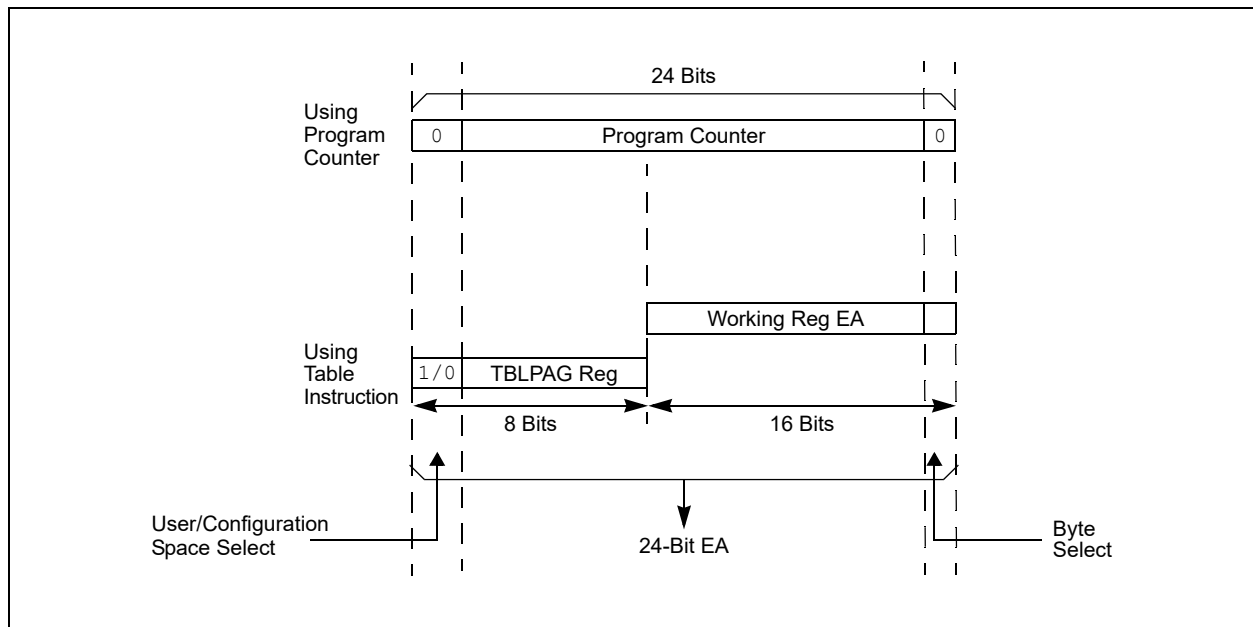 24 Bits
Using
Program
Counter
0 Program Counter 0
Working Reg EA
Using
Table
Instruction
1/0 TBLPAG Reg
8 Bits 16 Bits
User/Configuration
Space Select
24-Bit EA
Byte
Select